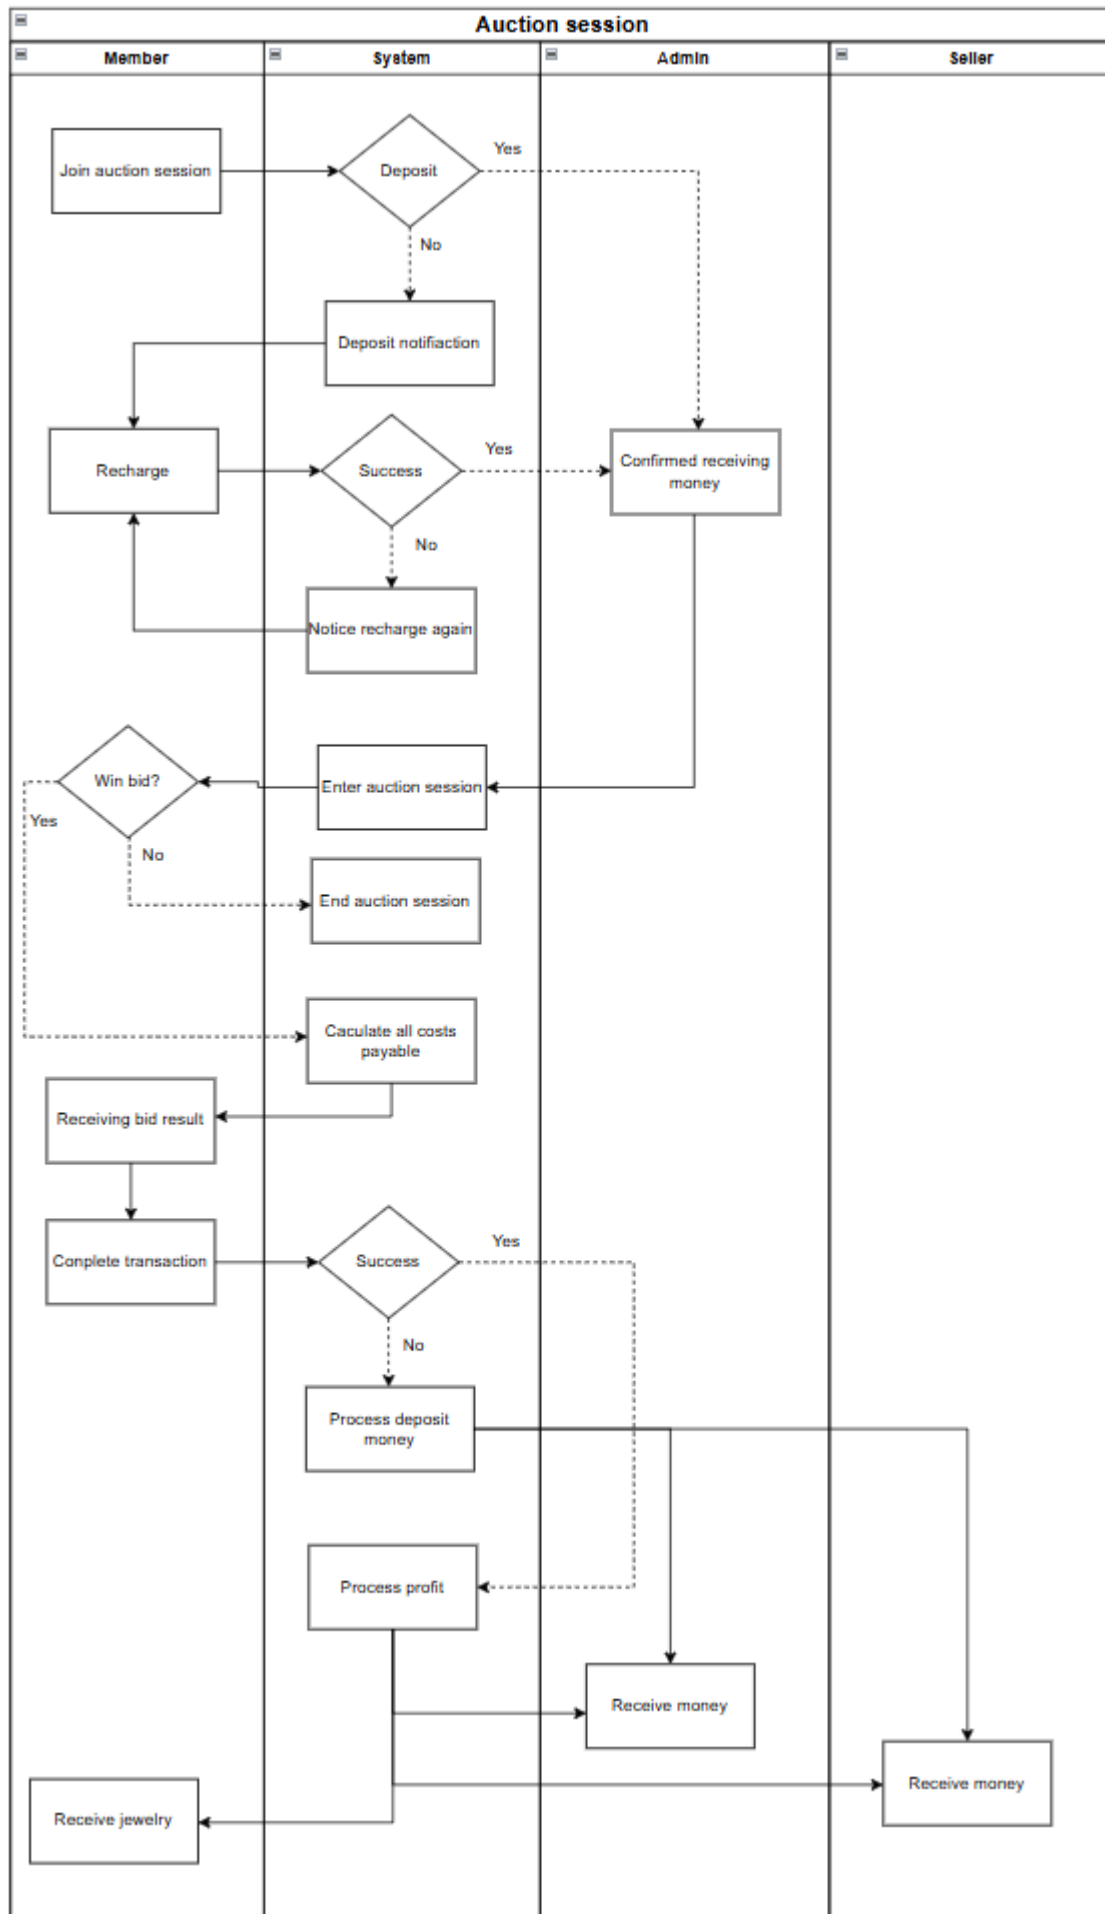 Auction session
Member
System
Admin
Seller
Join auction session
Deposit
Yes
No
Deposit notifiaction
Recharge
Success
Yes
Confirmed receiving
money
No
Notice recharge again
Win bid?
Enter auction session
Yes
No
End auction session
Caculate all costs
payable
Receiving bid result
Conplete transaction
Success
Yes
No
Process deposit
money
Process profit
Receive money
Receive money
Receive jewelry